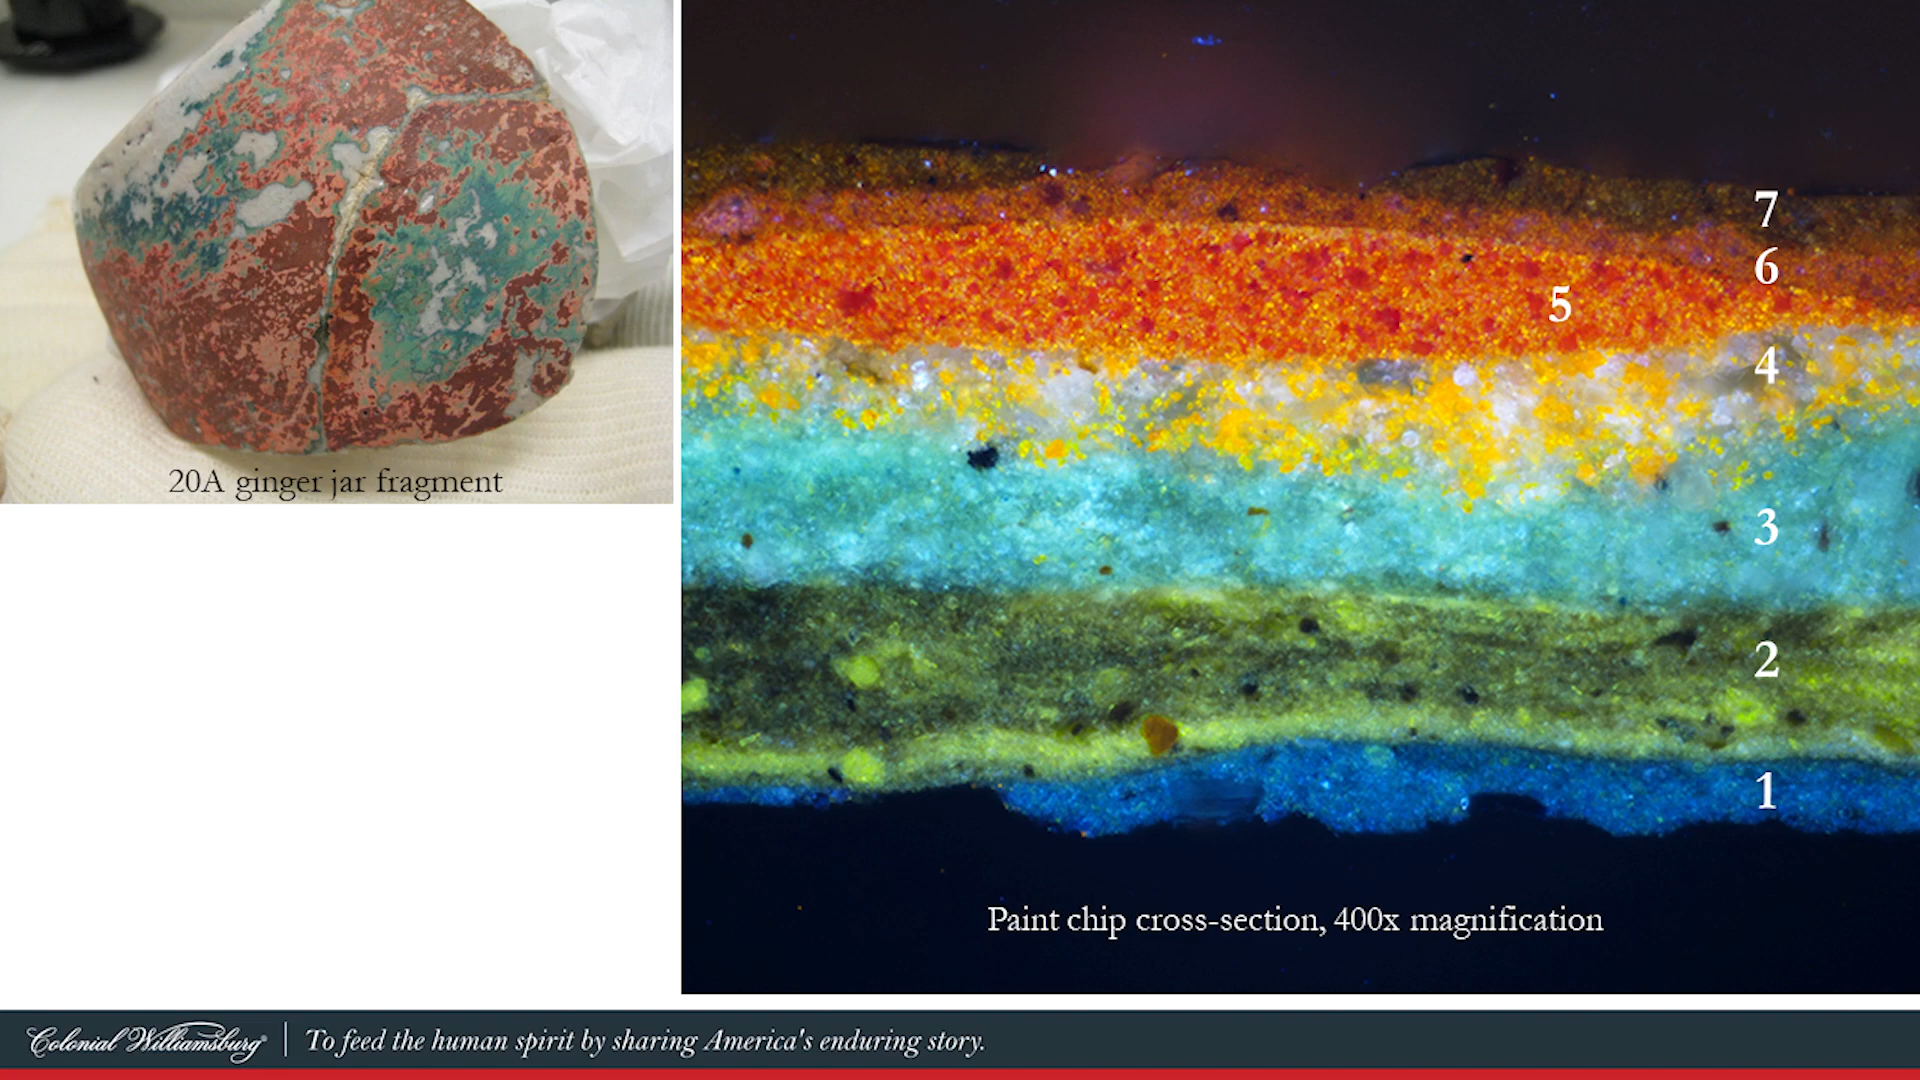 20A ginger jar fragment
7
6
5
4
3
2
1
Paint chip cross-section, 400x magnification
Colonial Williamsburg®
To feed the human spirit by sharing America's enduring story.